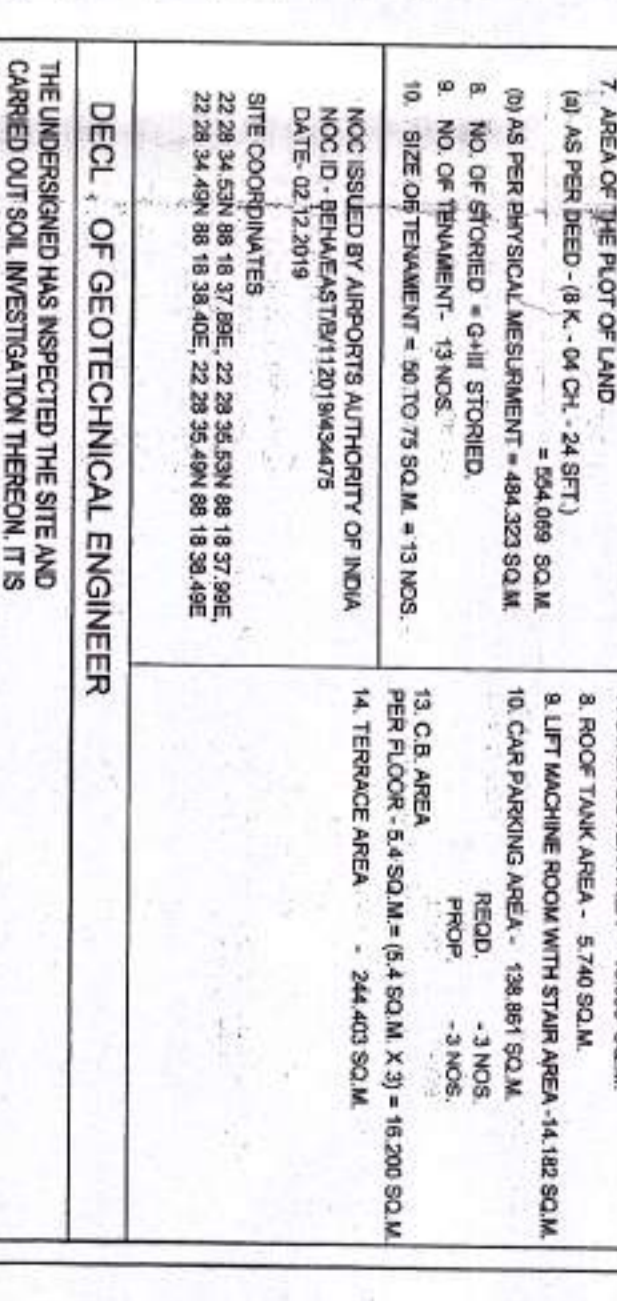 7. AREA OF THE PLOT OF LAND
(a) AS PER DEED - (8 K. - 04 CH. - 24 SFT.)
= 554.069 SQ.M.
(b) AS PER PHYSICAL MESURMENT = 484.323 SQ.M.
8. NO. OF STORIED = G+III STORIED.
9. NO. OF TENAMENT- 13 NOS.
10. SIZE OF TENAMENT = 50 TO 75 SQ.M. = 13 NOS.
NOC ISSUED BY AIRPORTS AUTHORITY OF INDIA
NOC ID - BEHA/EAST/B/112019/434475
DATE- 02.12.2019
SITE COORDINATES
22 28 34.53N 88 18 37.89E, 22 28 35.53N 88 18 37.99E,
22 28 34.49N 88 18 38.40E, 22 28 35.49N 88 18 38.49E
8. ROOF TANK AREA - 5.740 SQ.M.
9. LIFT MACHINE ROOM WITH STAIR AREA -14.182 SQ.M.
10. CAR PARKING AREA - 138.861 SQ.M.
REQD. - 3 NOS.
PROP. - 3 NOS.
13. C.B. AREA
PER FLOOR - 5.4 SQ.M.= (5.4 SQ.M. X 3) = 16.200 SQ.M.
14. TERRACE AREA - 244.403 SQ.M.
DECL. OF GEOTECHNICAL ENGINEER
THE UNDERSIGNED HAS INSPECTED THE SITE AND
CARRIED OUT SOIL INVESTIGATION THEREON. IT IS